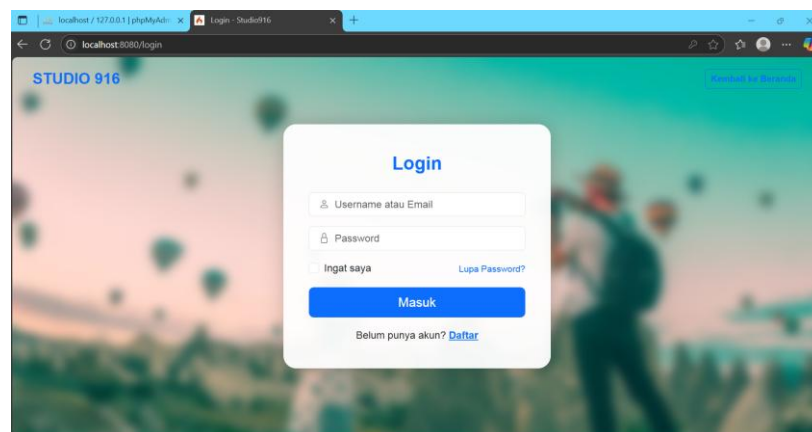 localhost / 127.0.0.1 | phpMyAdm
Login - Studio916
localhost:8080/login
STUDIO 916
Kembali ke Beranda
Login
Username atau Email
Password
Ingat saya
Lupa Password?
Masuk
Belum punya akun? Daftar